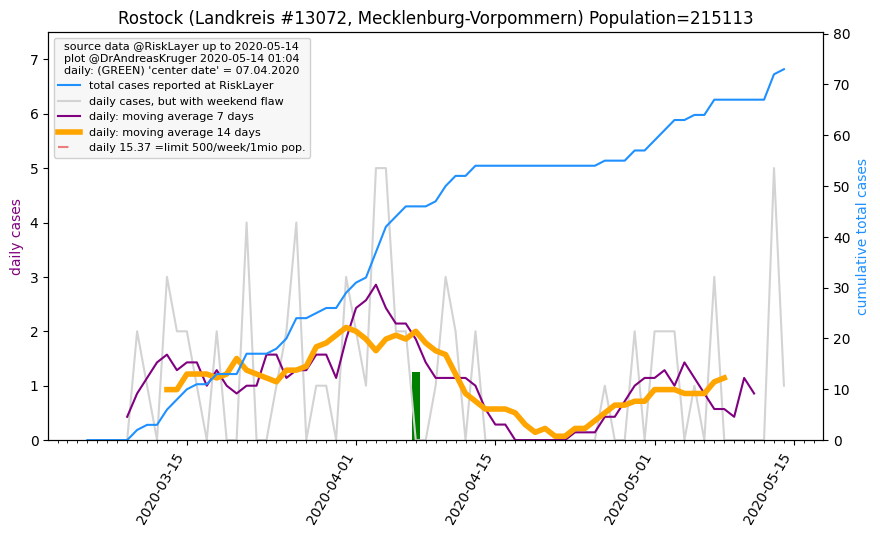 Rostock (Landkreis #13072, Mecklenburg-Vorpommern) Population=215113
source data @RiskLayer up to 2020-05-14
plot @DrAndreasKruger 2020-05-14 01:04
daily: (GREEN) 'center date' = 07.04.2020
total cases reported at RiskLayer
daily cases, but with weekend flaw
daily: moving average 7 days
daily: moving average 14 days
daily 15.37 =limit 500/week/1mio pop.
daily cases
7
6
5
4
3
2
1
0
cumulative total cases
80
70
60
50
40
30
20
10
0
2020-03-15
2020-04-01
2020-04-15
2020-05-01
2020-05-15